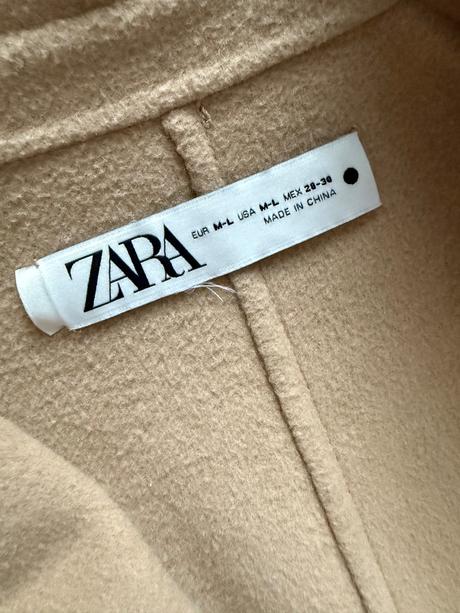 ZARA
EUR M-L USA M-L MEX 28-30
MADE IN CHINA